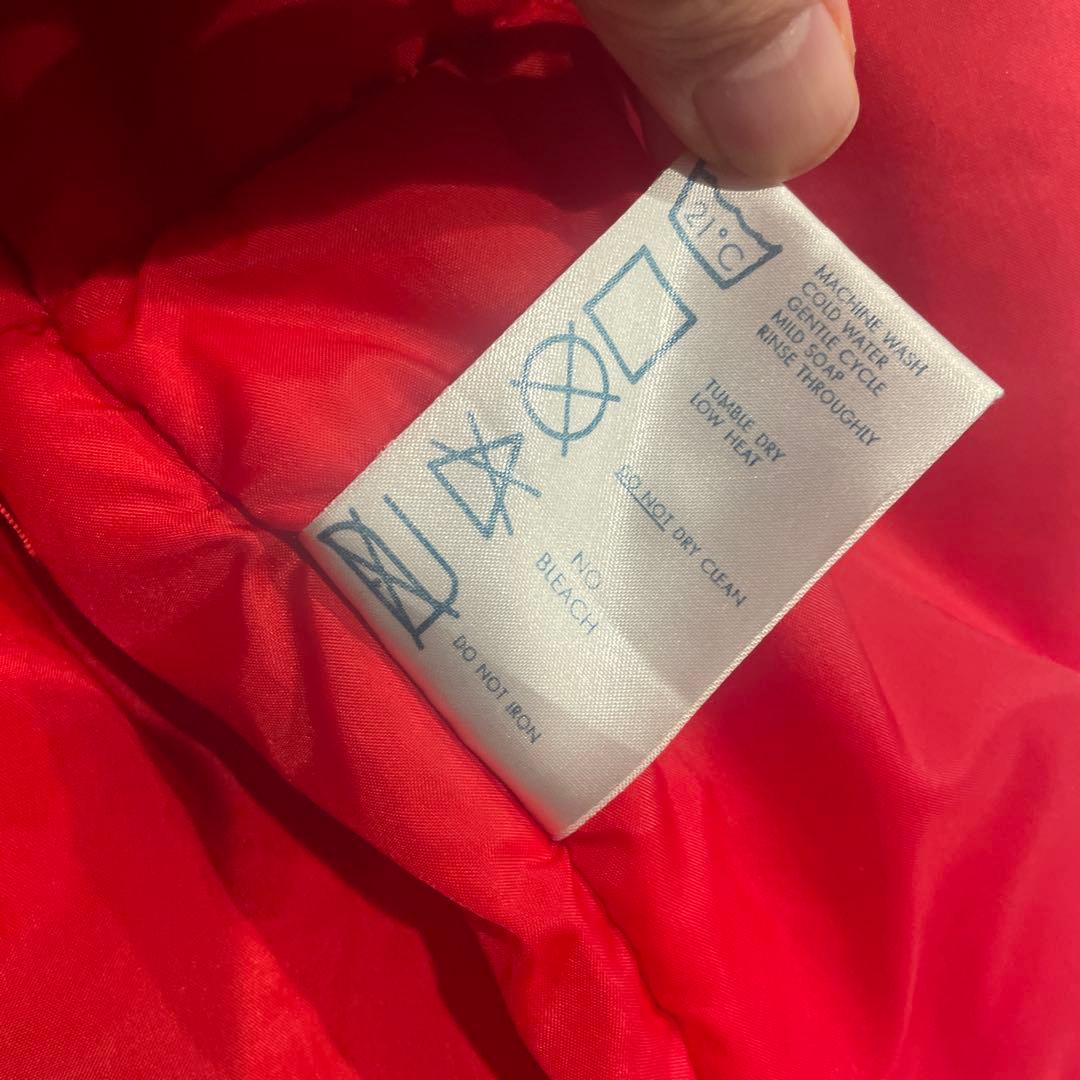 21°C
MACHINE WASH
COLD WATER
GENTLE CYCLE
MILD SOAP
RINSE THROUGHLY
TUMBLE DRY
LOW HEAT
DO NOT DRY CLEAN
NO
BLEACH
DO NOT IRON